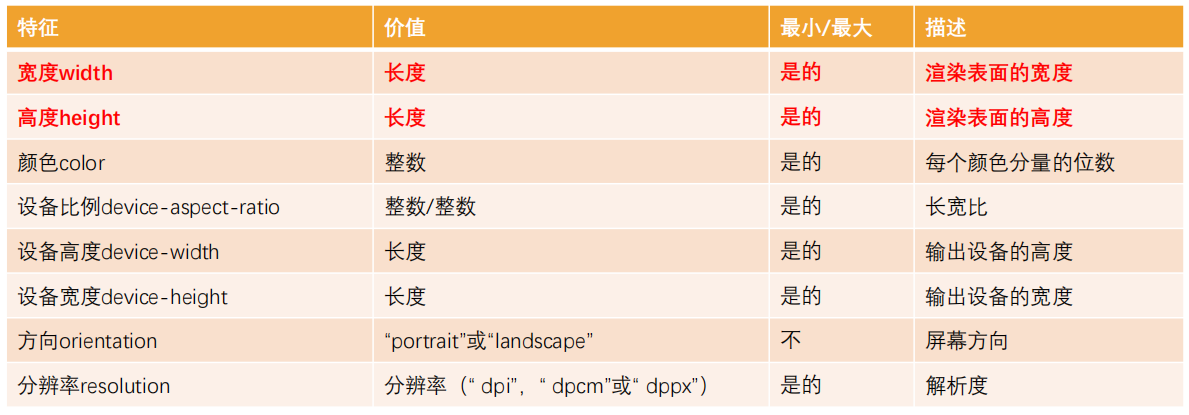 特征 价值 最小/最大 描述
宽度width 长度 是的 渲染表面的宽度
高度height 长度 是的 渲染表面的高度
颜色color 整数 是的 每个颜色分量的位数
设备比例device-aspect-ratio 整数/整数 是的 长宽比
设备高度device-width 长度 是的 输出设备的高度
设备宽度device-height 长度 是的 输出设备的宽度
方向orientation “portrait”或“landscape” 不 屏幕方向
分辨率resolution 分辨率（“ dpi”，“ dpcm”或“ dppx”） 是的 解析度